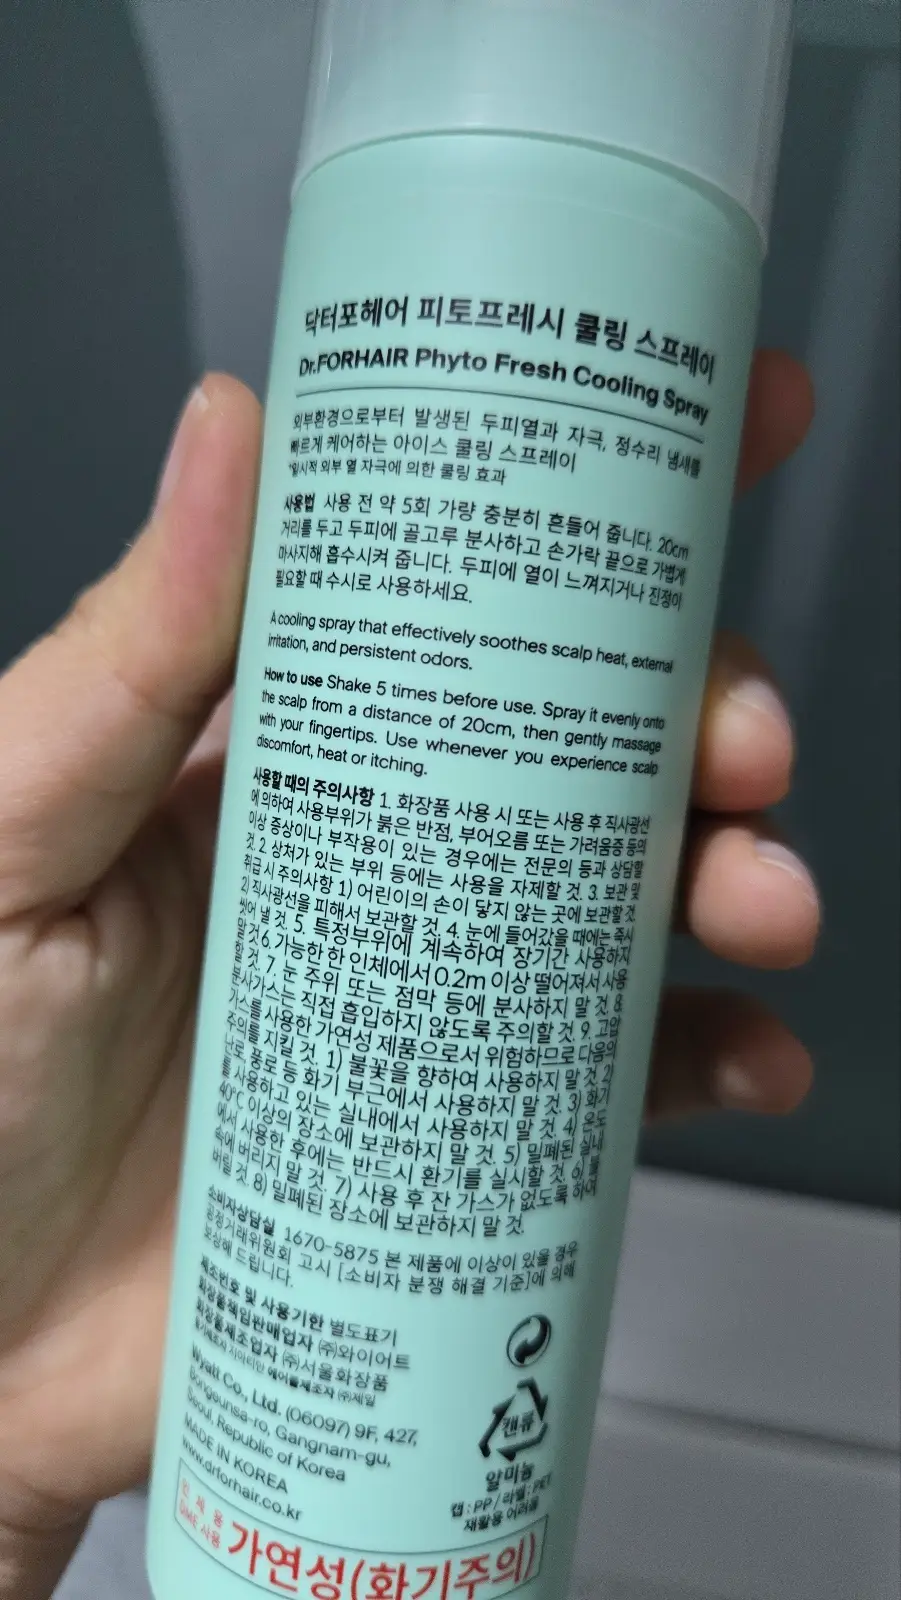 닥터포헤어 피토프레시 쿨링 스프레이
Dr.FORHAIR Phyto Fresh Cooling Spray
외부환경으로부터 발생된 두피열과 자극, 정수리 냄새를
빠르게 케어하는 아이스 쿨링 스프레이
*일시적 외부 열 자극에 의한 쿨링 효과
사용법 사용 전 약 5회 가량 충분히 흔들어 줍니다. 20cm
거리를 두고 두피에 골고루 분사하고 손가락 끝으로 가볍게
마사지해 흡수시켜 줍니다. 두피에 열이 느껴지거나 진정이
필요할 때 수시로 사용하세요.
A cooling spray that effectively soothes scalp heat, external
irritation, and persistent odors.
How to use Shake 5 times before use. Spray it evenly onto
the scalp from a distance of 20cm, then gently massage
with your fingertips. Use whenever you experience scalp
discomfort, heat or itching.
사용할 때의 주의사항 1. 화장품 사용 시 또는 사용 후 직사광선
에 의하여 사용부위가 붉은 반점, 부어오름 또는 가려움증 등의
이상 증상이나 부작용이 있는 경우에는 전문의 등과 상담할
것. 2. 상처가 있는 부위 등에는 사용을 자제할 것. 3. 보관 및
취급 시 주의사항 1) 어린이의 손이 닿지 않는 곳에 보관할 것.
2) 직사광선을 피해서 보관할 것. 4. 눈에 들어갔을 때에는 즉시
씻어 낼 것. 5. 특정부위에 계속하여 장기간 사용하지
말 것. 6. 가능한 한 인체에서 0.2m 이상 떨어져서 사용
할 것. 7. 눈 주위 또는 점막 등에 분사하지 말 것. 8.
분사가스는 직접 흡입하지 않도록 주의할 것. 9. 고압
가스를 사용한 가연성 제품으로서 위험하므로 다음의
주의를 지킬 것. 1) 불꽃을 향하여 사용하지 말 것. 2)
난로, 풍로 등 화기 부근에서 사용하지 말 것. 3) 화기
를 사용하고 있는 실내에서 사용하지 말 것. 4) 온도
40℃ 이상의 장소에 보관하지 말 것. 5) 밀폐된 실내
에서 사용한 후에는 반드시 환기를 실시할 것. 6) 불
속에 버리지 말 것. 7) 사용 후 잔 가스가 없도록 하여
버릴 것. 8) 밀폐된 장소에 보관하지 말 것.
소비자상담실 1670-5875 본 제품에 이상이 있을 경우
공정거래위원회 고시 [소비자 분쟁 해결 기준]에 의해
보상해 드립니다.
제조번호 및 사용기한 별도표기
화장품책임판매업자 ㈜와이어트
화장품제조업자 ㈜서울화장품
에어졸제조자 ㈜제일
Wyatt Co., Ltd. (06097) 9F, 427,
Bongeunsa-ro, Gangnam-gu,
Seoul, Republic of Korea
MADE IN KOREA
www.drforhair.co.kr
캔류
알미늄
캡 : PP / 라벨 : PET
재활용 어려움
인체용
DME 사용
가연성(화기주의)